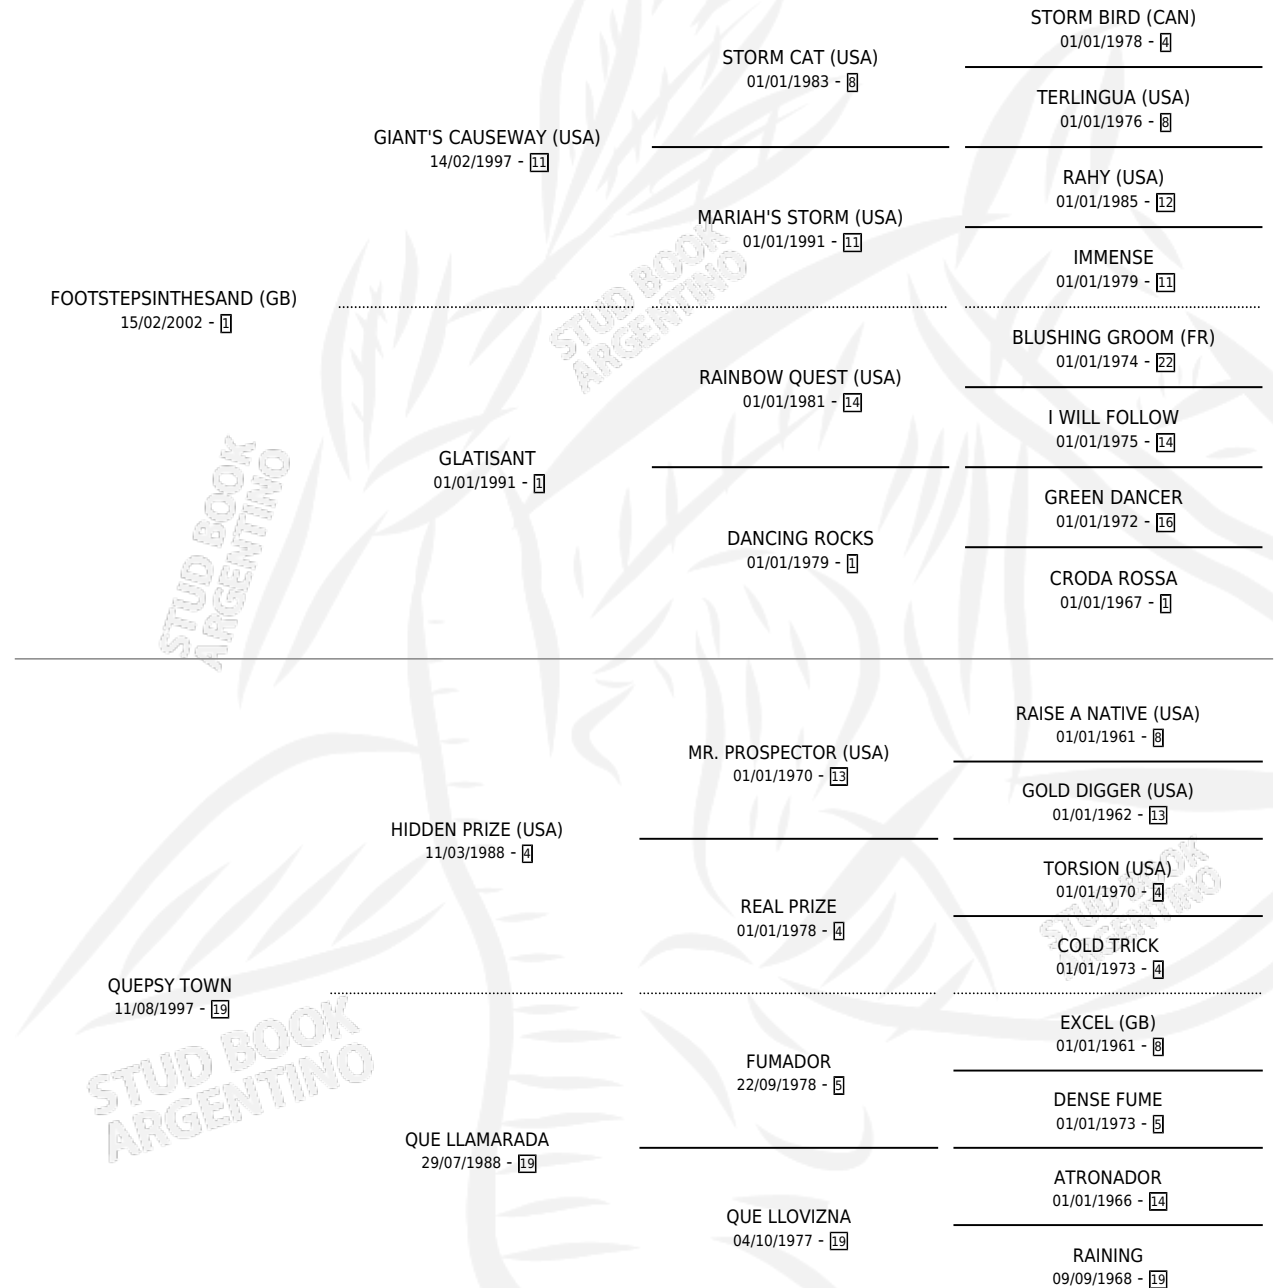 STORM BIRD (CAN)
01/01/1978 - 4
STORM CAT (USA)
01/01/1983 - 8
TERLINGUA (USA)
01/01/1976 - 8
GIANT'S CAUSEWAY (USA)
14/02/1997 - 11
RAHY (USA)
01/01/1985 - 12
MARIAH'S STORM (USA)
01/01/1991 - 11
IMMENSE
01/01/1979 - 11
FOOTSTEPSINTHESAND (GB)
15/02/2002 - 1
BLUSHING GROOM (FR)
01/01/1974 - 22
RAINBOW QUEST (USA)
01/01/1981 - 14
I WILL FOLLOW
01/01/1975 - 14
GLATISANT
01/01/1991 - 1
GREEN DANCER
01/01/1972 - 16
DANCING ROCKS
01/01/1979 - 1
CRODA ROSSA
01/01/1967 - 1
RAISE A NATIVE (USA)
01/01/1961 - 8
MR. PROSPECTOR (USA)
01/01/1970 - 13
GOLD DIGGER (USA)
01/01/1962 - 13
HIDDEN PRIZE (USA)
11/03/1988 - 4
TORSION (USA)
01/01/1970 - 4
REAL PRIZE
01/01/1978 - 4
COLD TRICK
01/01/1973 - 4
QUEPSY TOWN
11/08/1997 - 19
EXCEL (GB)
01/01/1961 - 8
FUMADOR
22/09/1978 - 5
DENSE FUME
01/01/1973 - 5
QUE LLAMARADA
29/07/1988 - 19
ATRONADOR
01/01/1966 - 14
QUE LLOVIZNA
04/10/1977 - 19
RAINING
09/09/1968 - 19
STUD BOOK
ARGENTINO
STUD BOOK
ARGENTINO
STUD BOOK
ARGENTINO
STUD BOOK
ARGENTINO